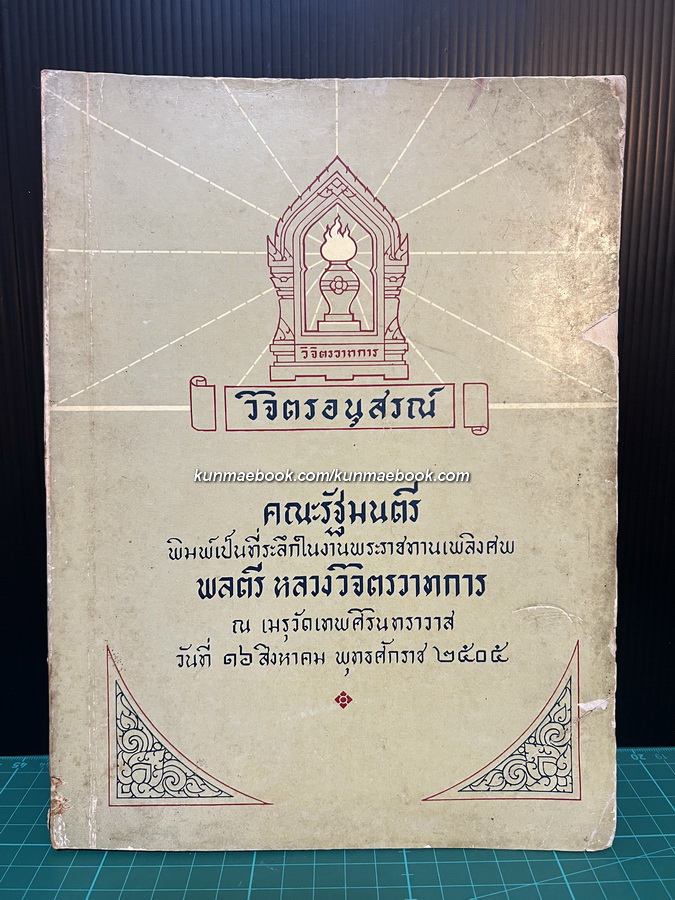 วิจิตรวาทการ
วิจิตรอนุสรณ์
kunmaebook.com/kunmaebook.com
คณะรัฐมนตรี
พิมพ์เป็นที่ระลึกในงานพระราชทานเพลิงศพ
พลตรี หลวงวิจิตรวาทการ
ณ เมรุวัดเทพศิรินทราวาส
วันที่ ๑๖ สิงหาคม พุทธศักราช ๒๕๐๕